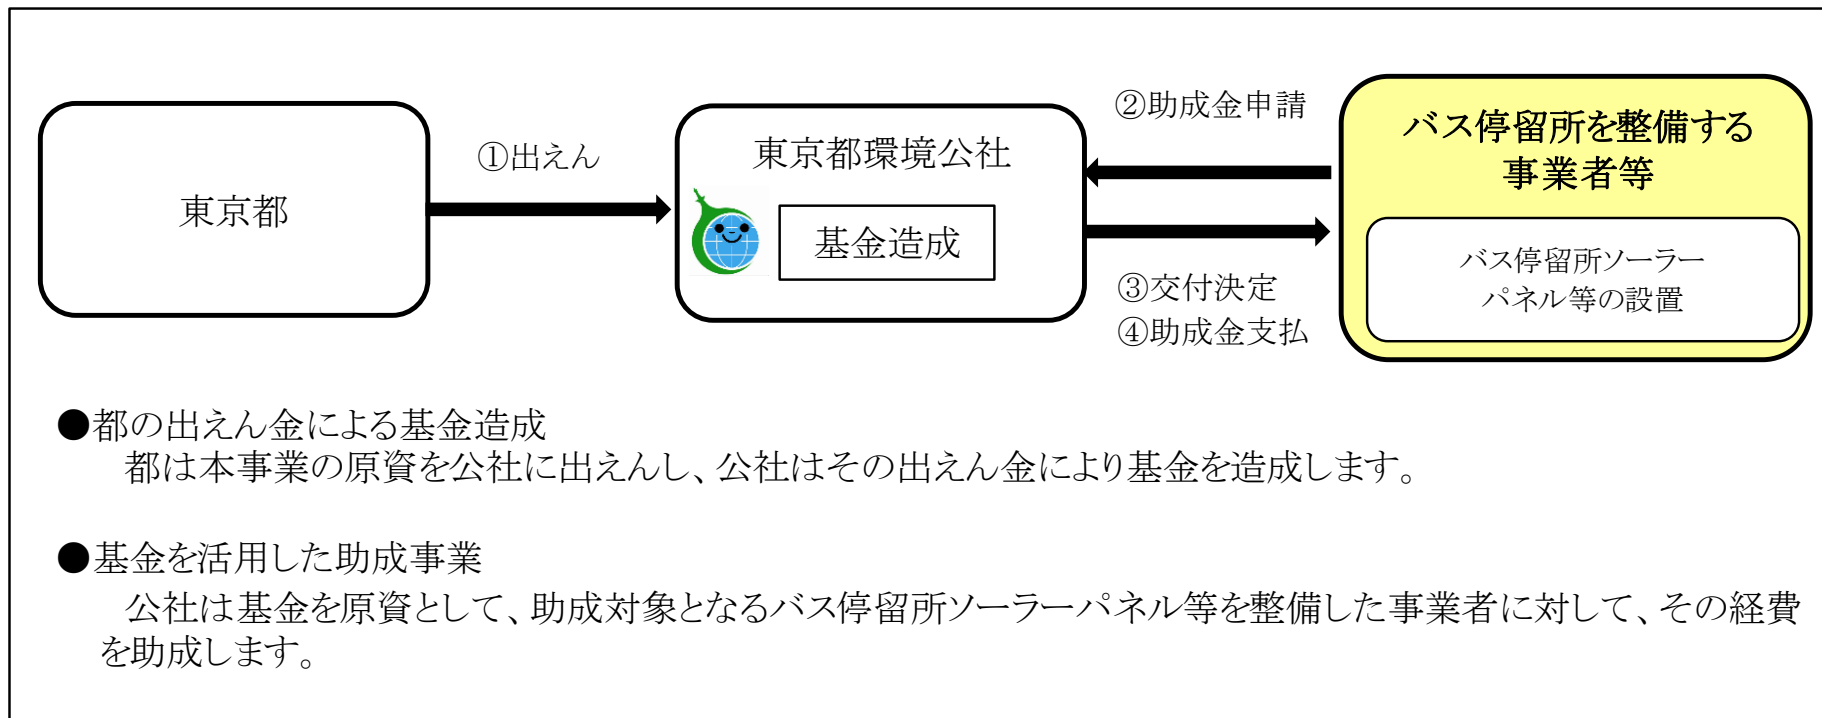 東京都
①出えん
東京都環境公社
基金造成
②助成金申請
③交付決定
④助成金支払
バス停留所を整備する
事業者等
バス停留所ソーラー
パネル等の設置
●都の出えん金による基金造成
都は本事業の原資を公社に出えんし、公社はその出えん金により基金を造成します。
●基金を活用した助成事業
公社は基金を原資として、助成対象となるバス停留所ソーラーパネル等を整備した事業者に対して、その経費
を助成します。